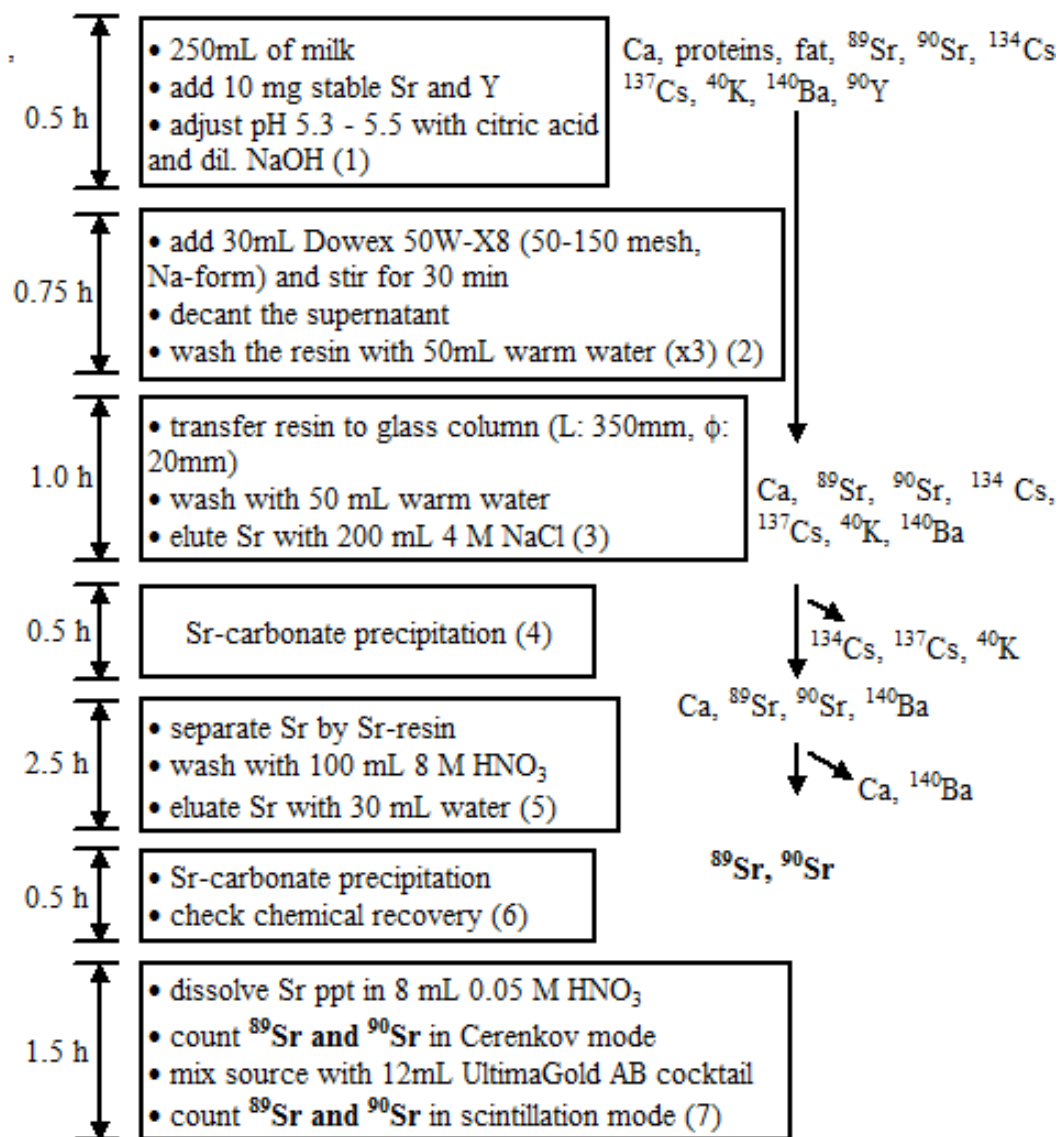 ,
0.5 h
• 250mL of milk
• add 10 mg stable Sr and Y
• adjust pH 5.3 - 5.5 with citric acid
and dil. NaOH (1)
Ca, proteins, fat, ⁸⁹Sr, ⁹⁰Sr, ¹³⁴Cs
¹³⁷Cs, ⁴⁰K, ¹⁴⁰Ba, ⁹⁰Y
0.75 h
• add 30mL Dowex 50W-X8 (50-150 mesh,
Na-form) and stir for 30 min
• decant the supernatant
• wash the resin with 50mL warm water (x3) (2)
1.0 h
• transfer resin to glass column (L: 350mm, ϕ:
20mm)
• wash with 50 mL warm water
• elute Sr with 200 mL 4 M NaCl (3)
Ca, ⁸⁹Sr, ⁹⁰Sr, ¹³⁴ Cs,
¹³⁷Cs, ⁴⁰K, ¹⁴⁰Ba
0.5 h
Sr-carbonate precipitation (4)
¹³⁴Cs, ¹³⁷Cs, ⁴⁰K
Ca, ⁸⁹Sr, ⁹⁰Sr, ¹⁴⁰Ba
2.5 h
• separate Sr by Sr-resin
• wash with 100 mL 8 M HNO₃
• eluate Sr with 30 mL water (5)
Ca, ¹⁴⁰Ba
⁸⁹Sr, ⁹⁰Sr
0.5 h
• Sr-carbonate precipitation
• check chemical recovery (6)
1.5 h
• dissolve Sr ppt in 8 mL 0.05 M HNO₃
• count ⁸⁹Sr and ⁹⁰Sr in Cerenkov mode
• mix source with 12mL UltimaGold AB cocktail
• count ⁸⁹Sr and ⁹⁰Sr in scintillation mode (7)